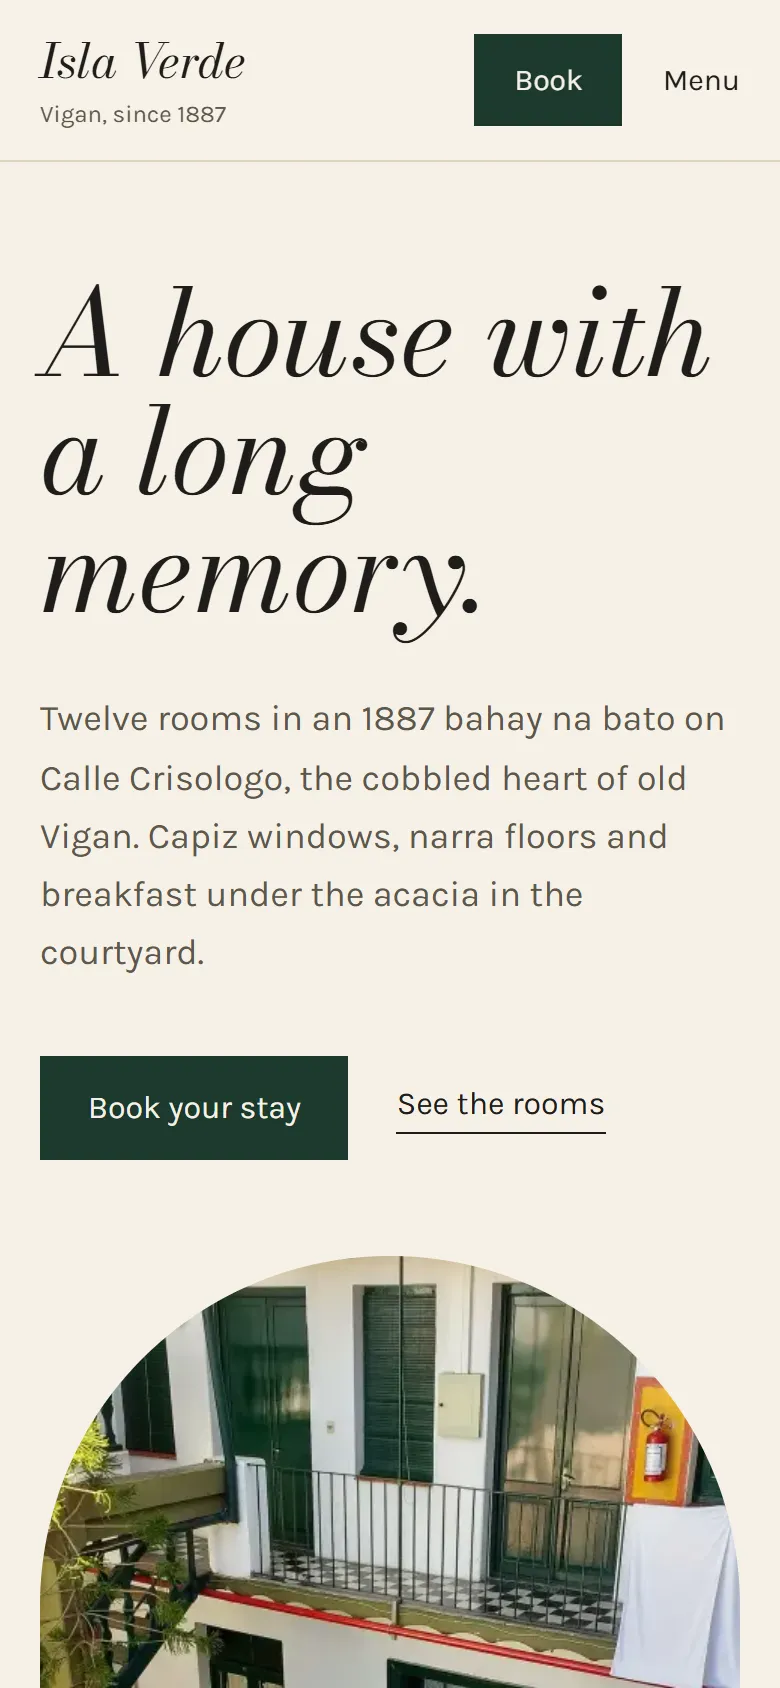 Isla Verde
Vigan, since 1887
Book
Menu
A house with
a long
memory.
Twelve rooms in an 1887 bahay na bato on
Calle Crisologo, the cobbled heart of old
Vigan. Capiz windows, narra floors and
breakfast under the acacia in the
courtyard.
Book your stay
See the rooms